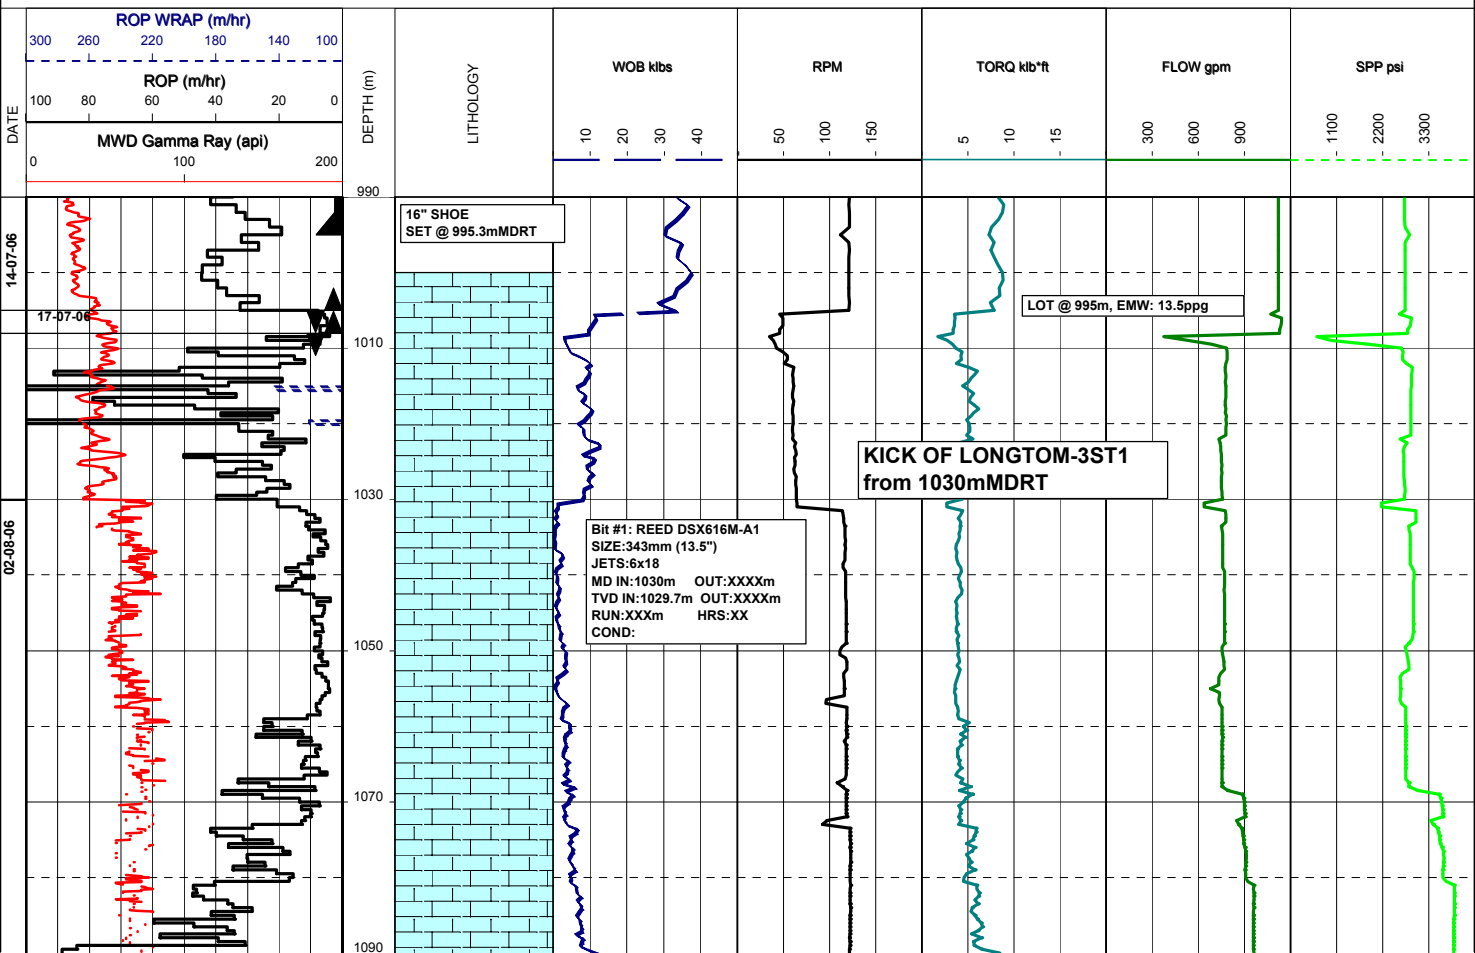 ROP WRAP (m/hr)
300 260 220 180 140 100
ROP (m/hr)
100 80 60 40 20 0
MWD Gamma Ray (api)
0 100 200
DATE
DEPTH (m)
LITHOLOGY
WOB klbs
10 20 30 40
RPM
50 100 150
TORQ klb*ft
5 10 15
FLOW gpm
300 600 900
SPP psi
1100 2200 3300
990
16" SHOE
SET @ 995.3mMDRT
14-07-06
LOT @ 995m, EMW: 13.5ppg
17-07-06
1010
KICK OF LONGTOM-3ST1
from 1030mMDRT
1030
02-08-06
Bit #1: REED DSX616M-A1
SIZE:343mm (13.5")
JETS:6x18
MD IN:1030m OUT:XXXXm
TVD IN:1029.7m OUT:XXXXm
RUN:XXXm HRS:XX
COND:
1050
1070
1090